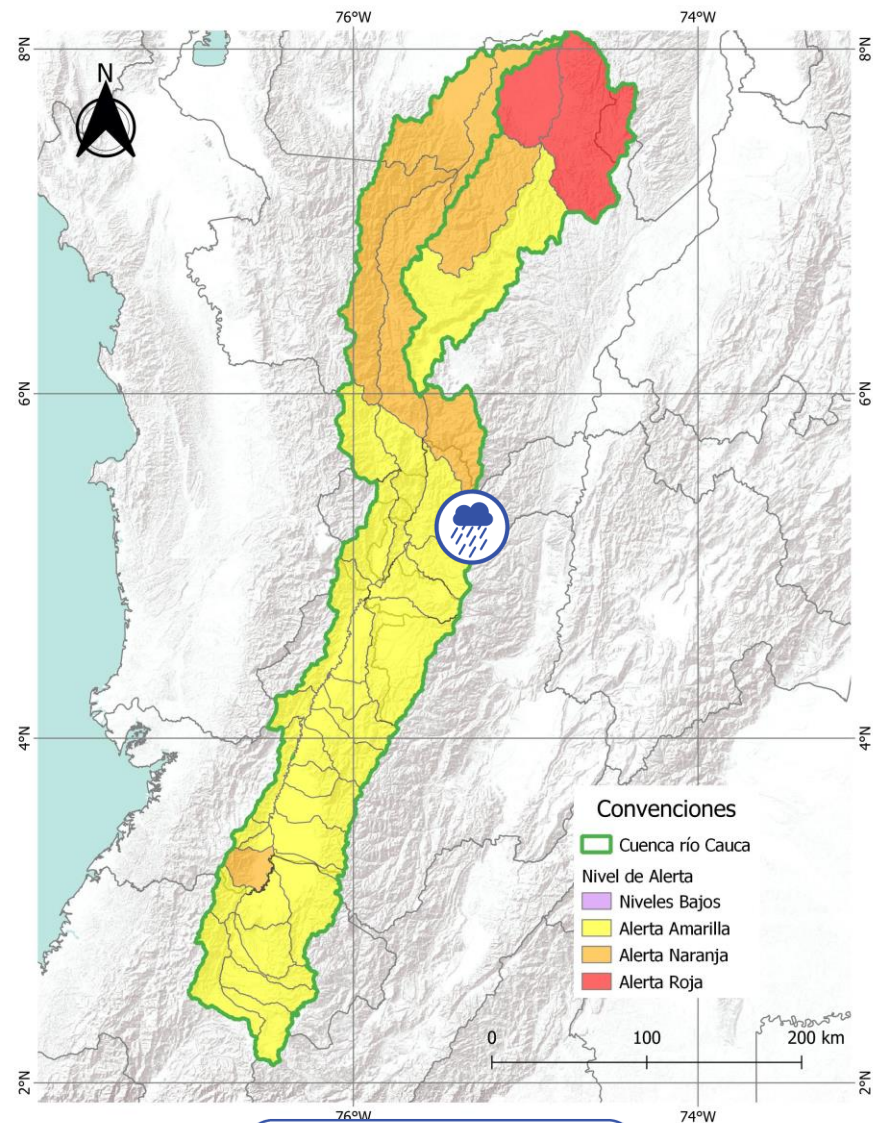 76°W 74°W
8°N 8°N
N
6°N 6°N
4°N 4°N
Convenciones
Cuenca río Cauca
Nivel de Alerta
Niveles Bajos
Alerta Amarilla
Alerta Naranja
Alerta Roja
0 100 200 km
2°N 2°N
76°W 74°W